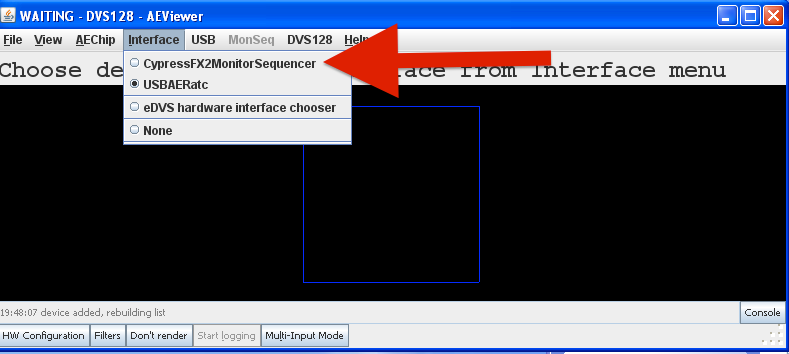 WAITING - DVS128 - AEViewer
File View AEChip Interface USB MonSeq DVS128 Help
Choose de face from Interface menu
CypressFX2MonitorSequencer
USBAERatc
eDVS hardware interface chooser
None
19:48:07 device added, rebuilding list
Console
HW Configuration Filters Don't render Start logging Multi-Input Mode